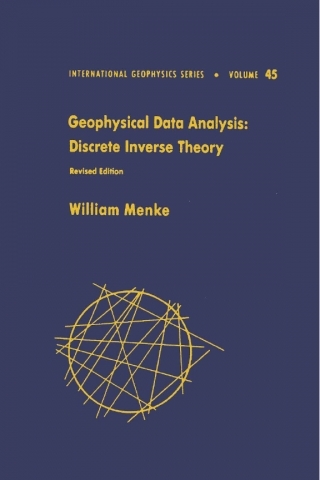 INTERNATIONAL GEOPHYSICS SERIES • VOLUME 45
Geophysical Data Analysis:
Discrete Inverse Theory
Revised Edition
William Menke